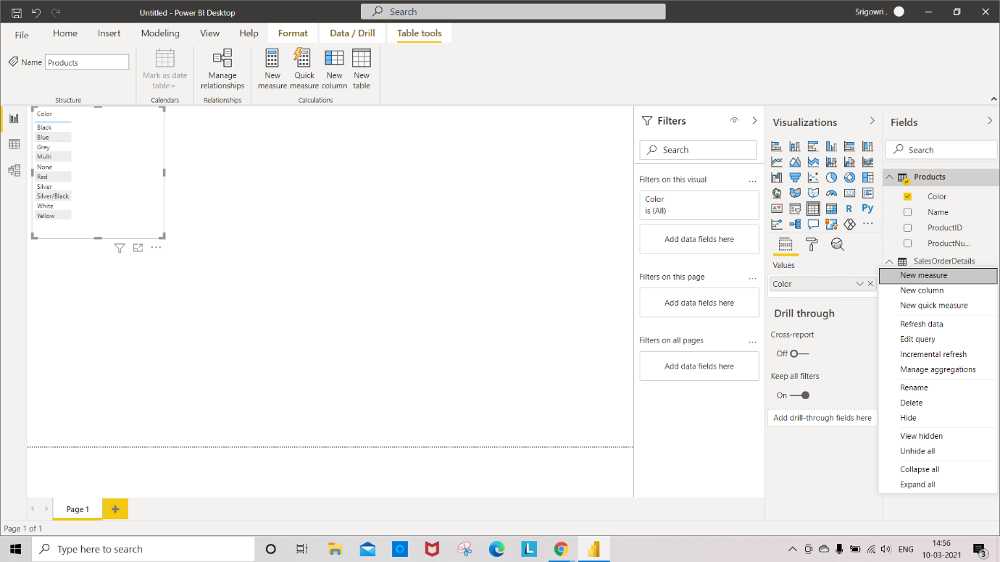 Untitled - Power BI Desktop
Search
Srigowri .
File
Home
Insert
Modeling
View
Help
Format
Data / Drill
Table tools
Name
Products
Mark as date
table
Manage
relationships
New
measure
Quick
measure
New
column
New
table
Structure
Calendars
Relationships
Calculations
Color
Black
Blue
Grey
Multi
None
Red
Silver
Silver/Black
White
Yellow
Filters
Search
Filters on this visual
Color
is (All)
Add data fields here
Filters on this page
Add data fields here
Filters on all pages
Add data fields here
Visualizations
R
Py
Values
Color
Drill through
Cross-report
Off
Keep all filters
On
Add drill-through fields here
Fields
Search
Products
Color
Name
ProductID
ProductNu...
SalesOrderDetails
New measure
New column
New quick measure
Refresh data
Edit query
Incremental refresh
Manage aggregations
Rename
Delete
Hide
View hidden
Unhide all
Collapse all
Expand all
Page 1
Page 1 of 1
Type here to search
L
ENG
14:56
10-03-2021
3